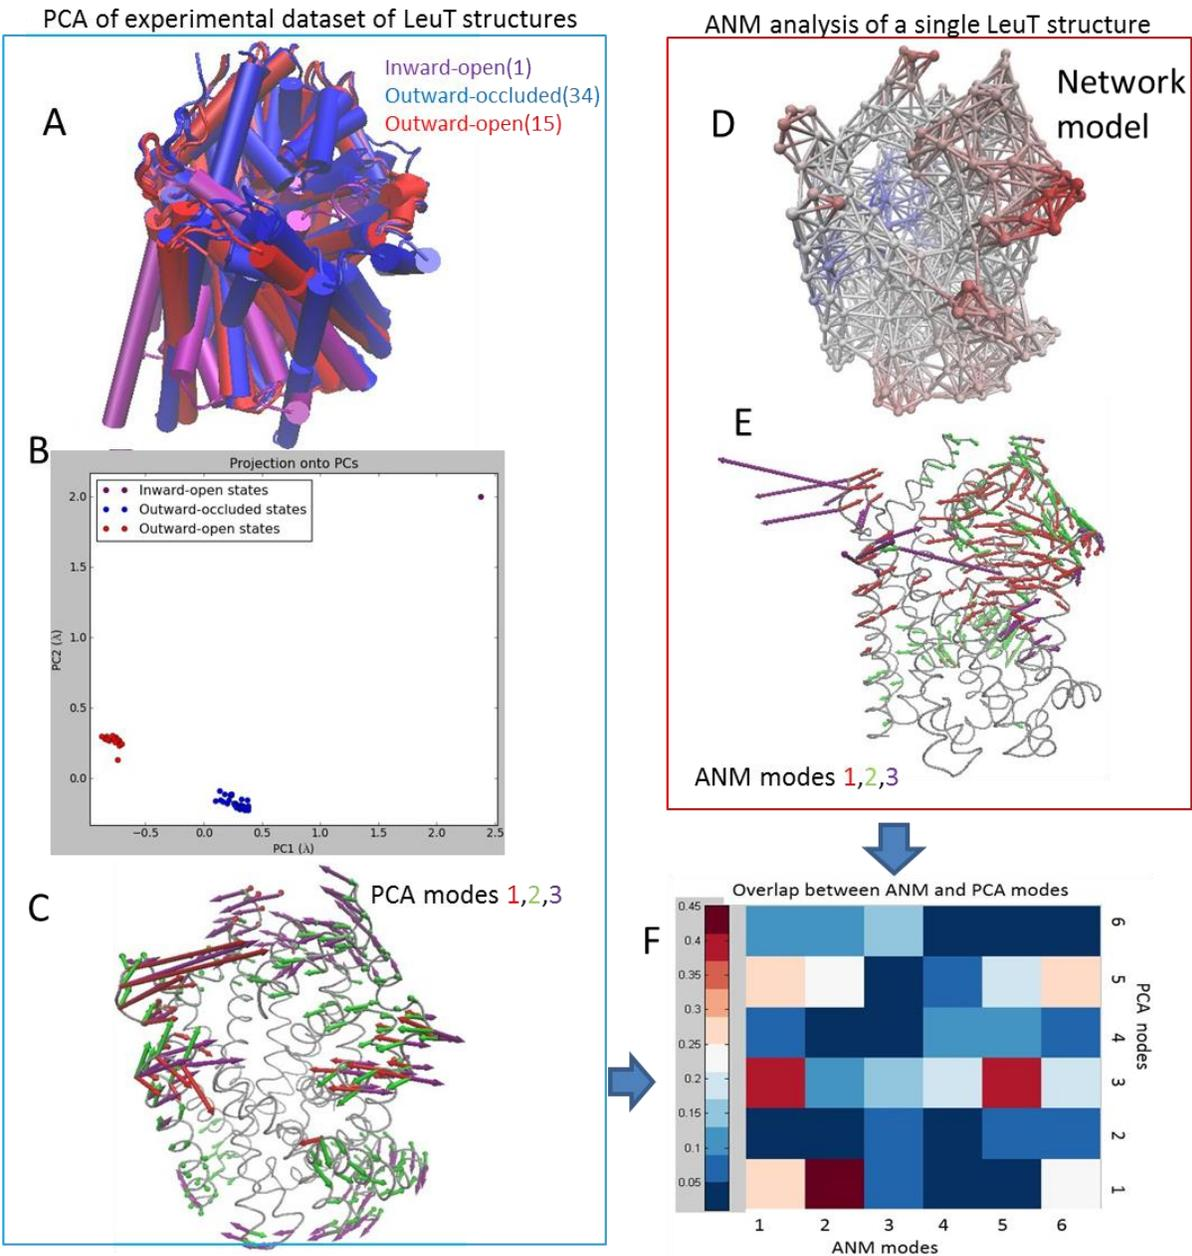 PCA of experimental dataset of LeuT structures
A
Inward-open(1)
Outward-occluded(34)
Outward-open(15)
B
Projection onto PCs
Inward-open states
Outward-occluded states
Outward-open states
2.0
1.5
1.0
0.5
0.0
PC2 (Å)
−0.5 0.0 0.5 1.0 1.5 2.0 2.5
PC1 (Å)
C
PCA modes 1,2,3
ANM analysis of a single LeuT structure
D
Network
model
E
ANM modes 1,2,3
Overlap between ANM and PCA modes
F
0.45
0.4
0.35
0.3
0.25
0.2
0.15
0.1
0.05
6
5
4
3
2
1
PCA nodes
1 2 3 4 5 6
ANM modes